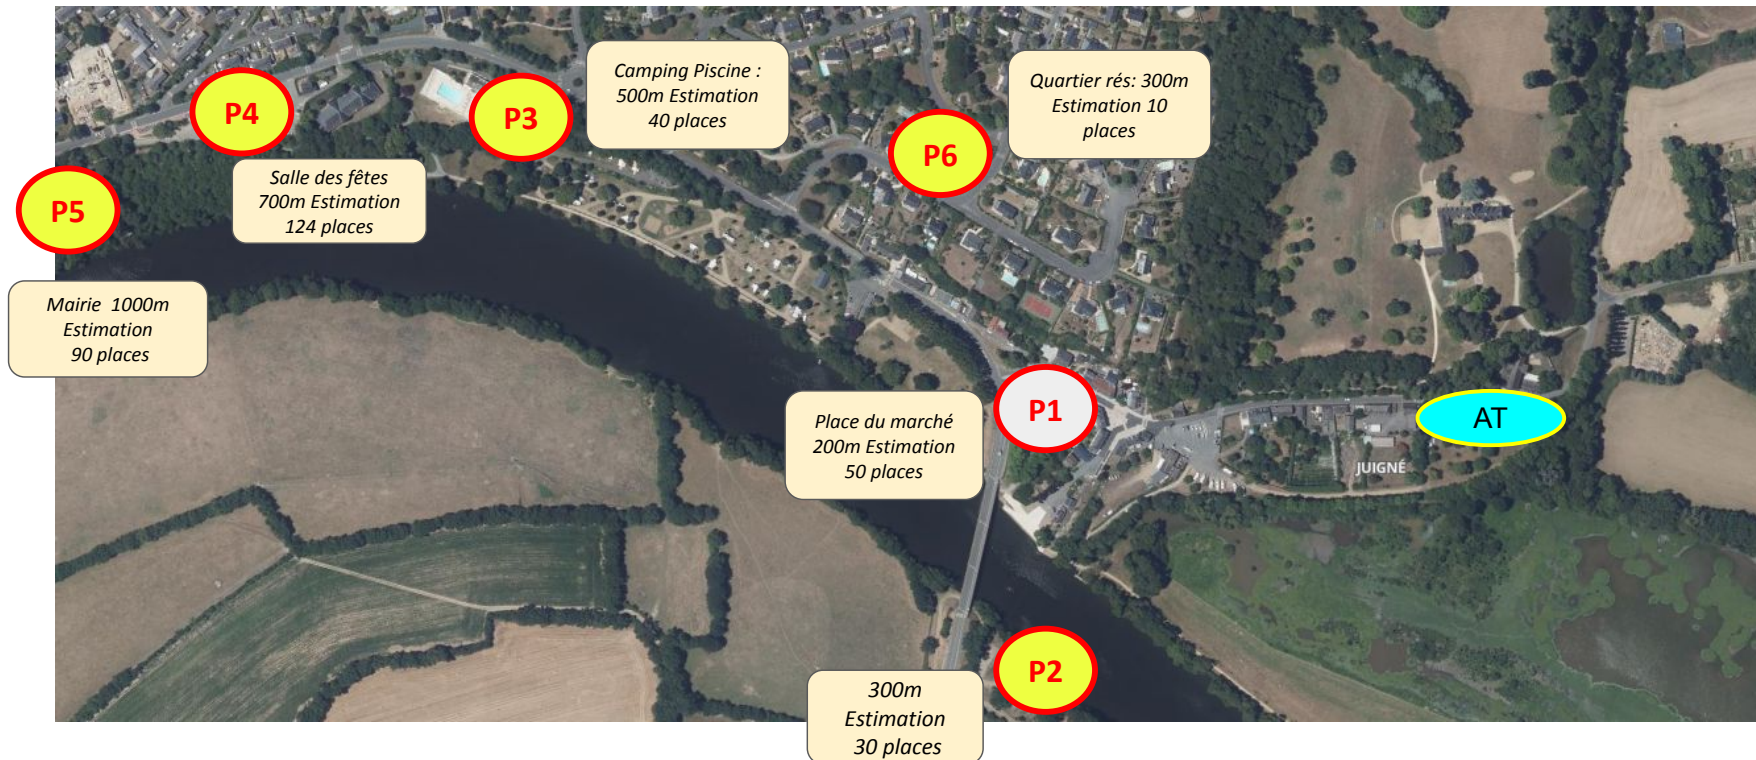 P4
P3
Camping Piscine :
500m Estimation
40 places
P6
Quartier rés: 300m
Estimation 10
places
P5
Salle des fêtes
700m Estimation
124 places
Mairie  1000m
Estimation
90 places
P1
Place du marché
200m Estimation
50 places
AT
JUIGNÉ
P2
300m
Estimation
30 places